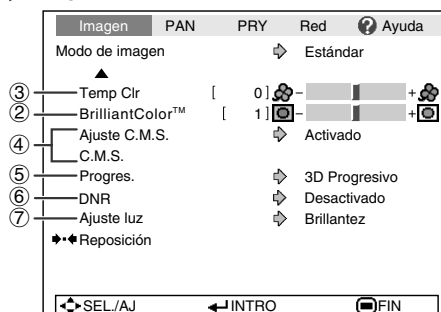 Imagen PAN PRY Red ? Ayuda
Modo de imagen Estándar
③ Temp Clr [ 0 ] - +
② BrilliantColor™ [ 1 ] - +
④ Ajuste C.M.S. Activado
C.M.S.
⑤ Progres. 3D Progresivo
⑥ DNR Desactivado
⑦ Ajuste luz Brillantez
Reposición
SEL./AJ INTRO FIN